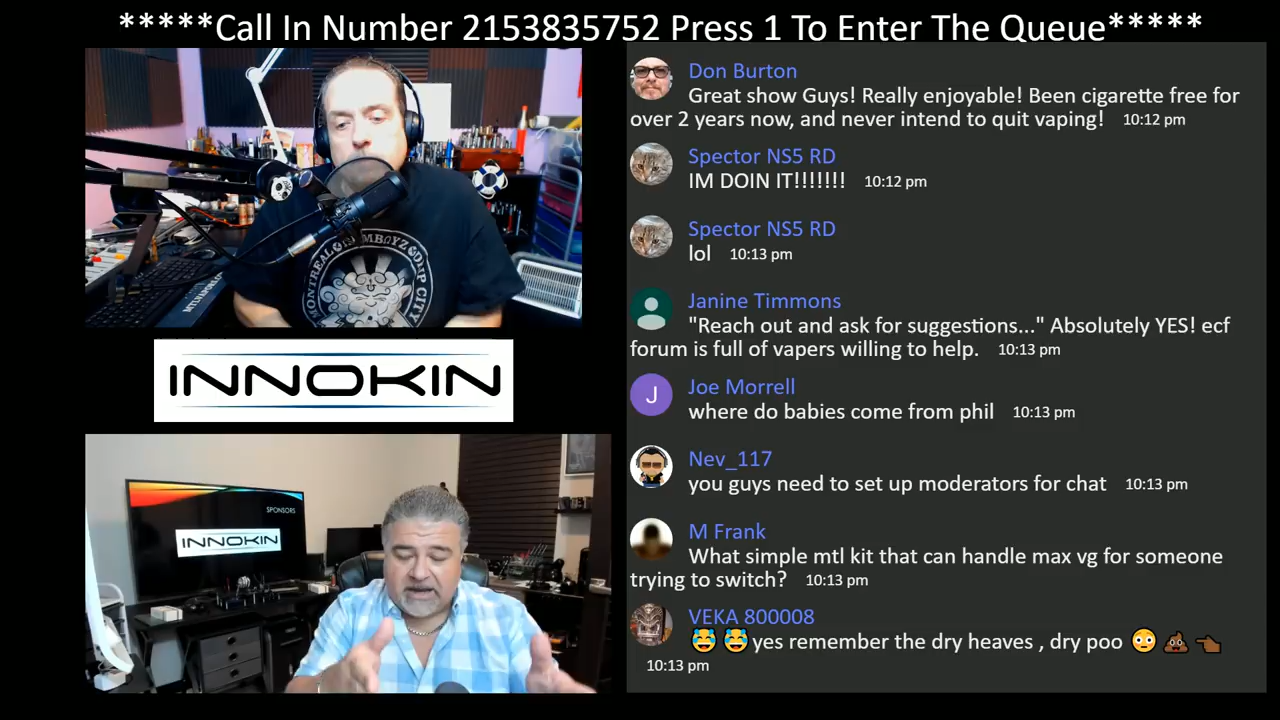 *****Call In Number 2153835752 Press 1 To Enter The Queue*****
MONTREAL BOYZ DUP CITY
MTLVAPORLO
INNOKIN
SPONSORS
INNOKIN
Don Burton
Great show Guys! Really enjoyable! Been cigarette free for
over 2 years now, and never intend to quit vaping! 10:12 pm
Spector NS5 RD
IM DOIN IT!!!!!!! 10:12 pm
Spector NS5 RD
lol 10:13 pm
Janine Timmons
"Reach out and ask for suggestions..." Absolutely YES! ecf
forum is full of vapers willing to help. 10:13 pm
J
Joe Morrell
where do babies come from phil 10:13 pm
Nev_117
you guys need to set up moderators for chat 10:13 pm
M Frank
What simple mtl kit that can handle max vg for someone
trying to switch? 10:13 pm
VEKA 800008
😅😅yes remember the dry heaves , dry poo 😳💩👈🏾
10:13 pm